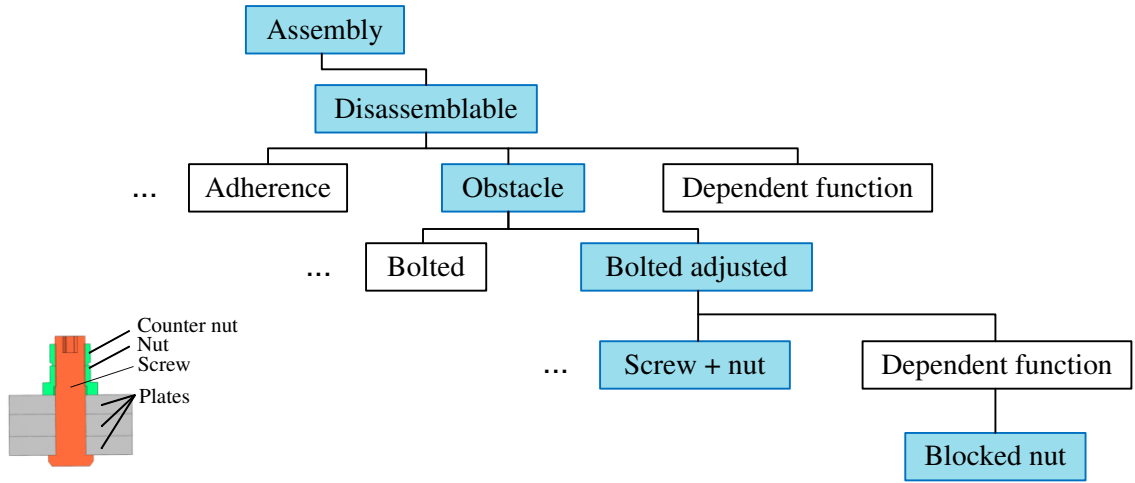 Assembly
Disassemblable
... Adherence Obstacle Dependent function
... Bolted Bolted adjusted
Counter nut
Nut
Screw
Plates
... Screw + nut Dependent function
Blocked nut